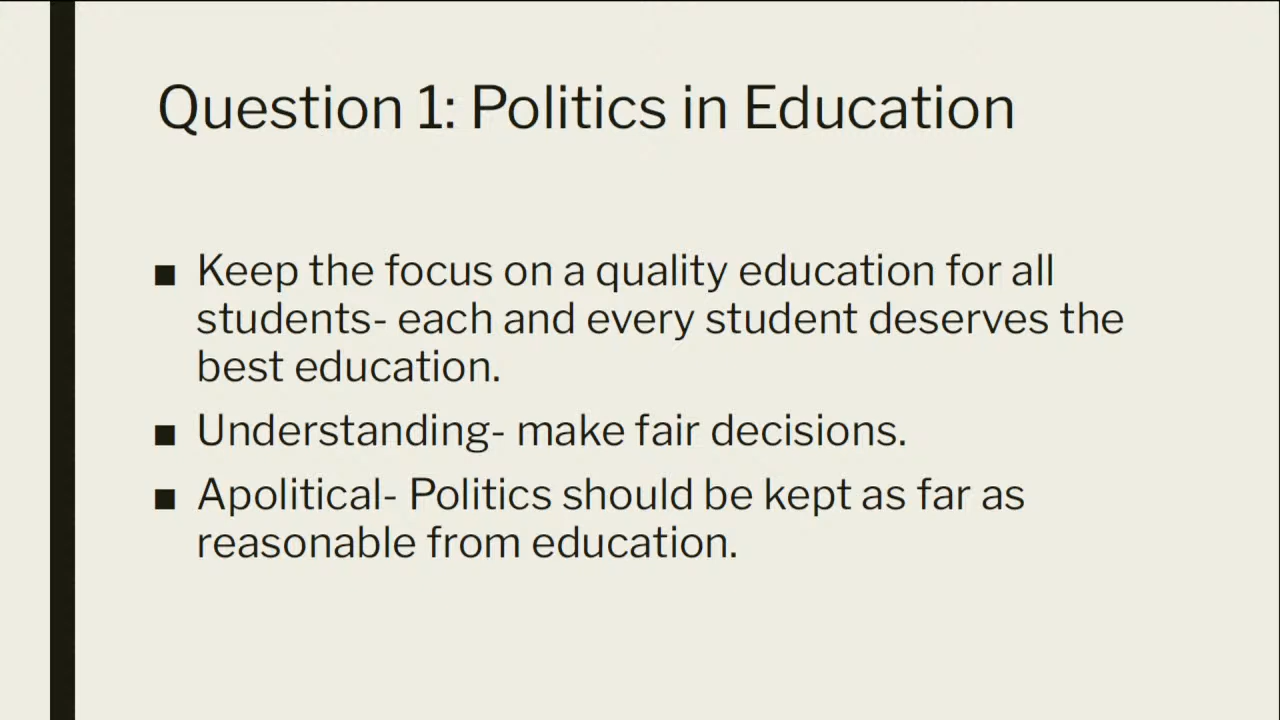 Question 1: Politics in Education
■ Keep the focus on a quality education for all
students- each and every student deserves the
best education.
■ Understanding- make fair decisions.
■ Apolitical- Politics should be kept as far as
reasonable from education.